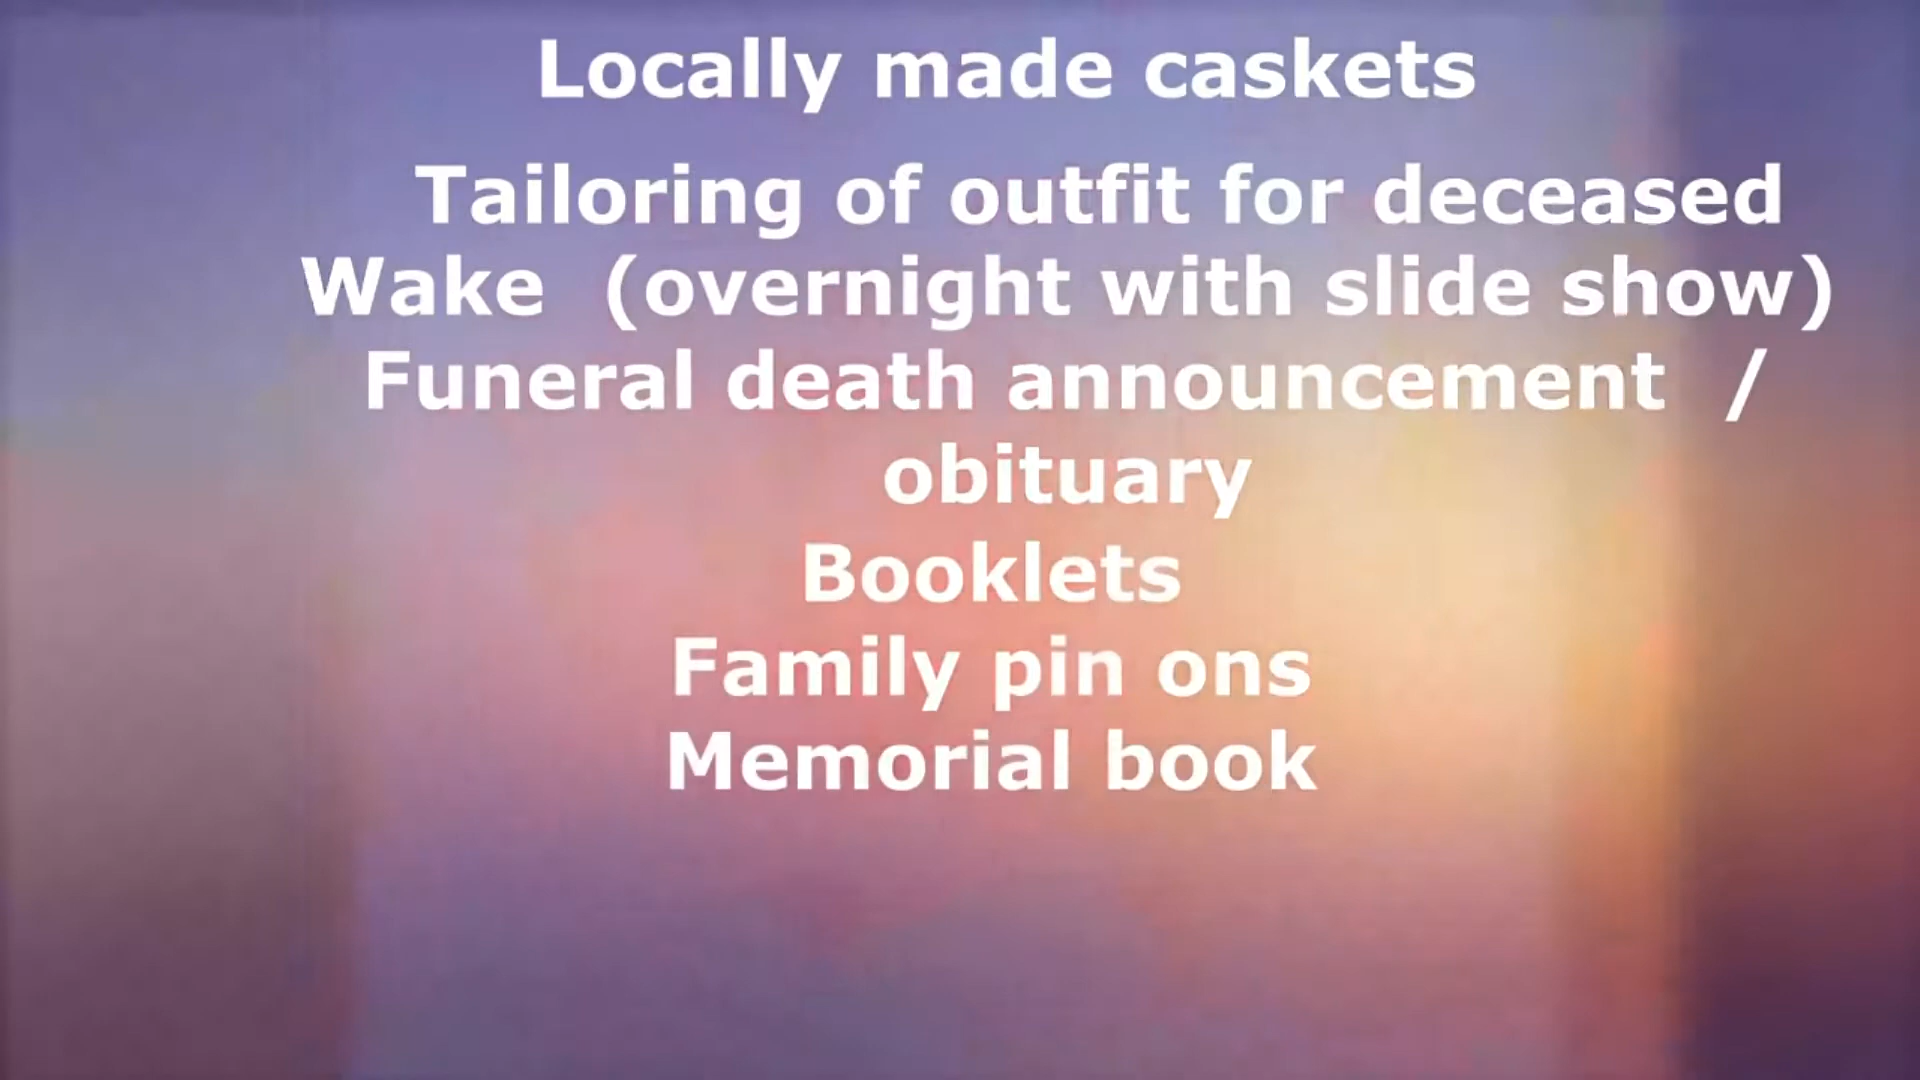 Locally made caskets
Tailoring of outfit for deceased
Wake  (overnight with slide show)
Funeral death announcement  /
obituary
Booklets
Family pin ons
Memorial book